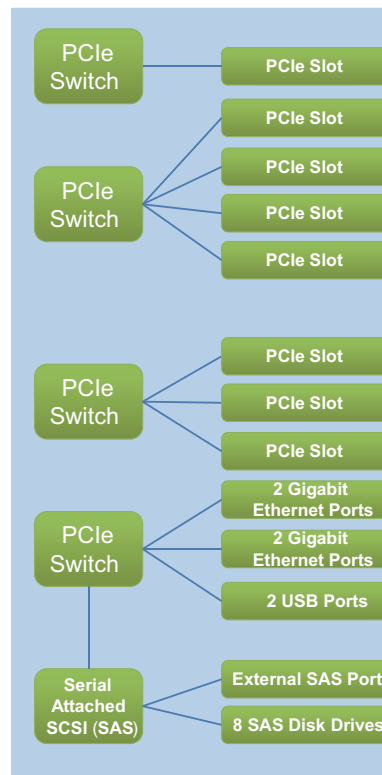 PCIe
Switch
PCIe Slot
PCIe Slot
PCIe
Switch
PCIe Slot
PCIe Slot
PCIe Slot
PCIe
Switch
PCIe Slot
PCIe Slot
PCIe Slot
PCIe
Switch
2 Gigabit
Ethernet Ports
2 Gigabit
Ethernet Ports
2 USB Ports
Serial
Attached
SCSI (SAS)
External SAS Port
8 SAS Disk Drives